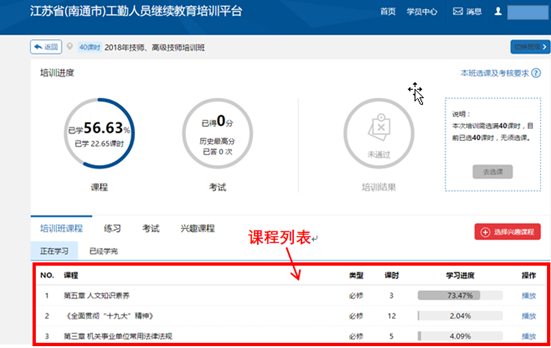 江苏省(南通市)工勤人员继续教育培训平台
首页 学员中心 消息
返回 40课时 2018年技师、高级技师培训班
培训进度 本班选课及考核要求
已学56.63%
已学 22.65课时
课程
已得0分
历史最高分
已答 0 次
考试
未通过
培训结果
说明:
本次培训需选满40课时,目
前已选40课时,无须选课。
去选课
培训班课程 练习 考试 兴趣课程 选择兴趣课程
课程列表
正在学习 已经学完
NO. 课程 类型 课时 学习进度 操作
1 第五章 人文知识素养 必修 3 73.47% 播放
2 《全面贯彻“十九大”精神》 必修 12 2.04% 播放
3 第三章 机关事业单位常用法律法规 必修 5 4.09% 播放